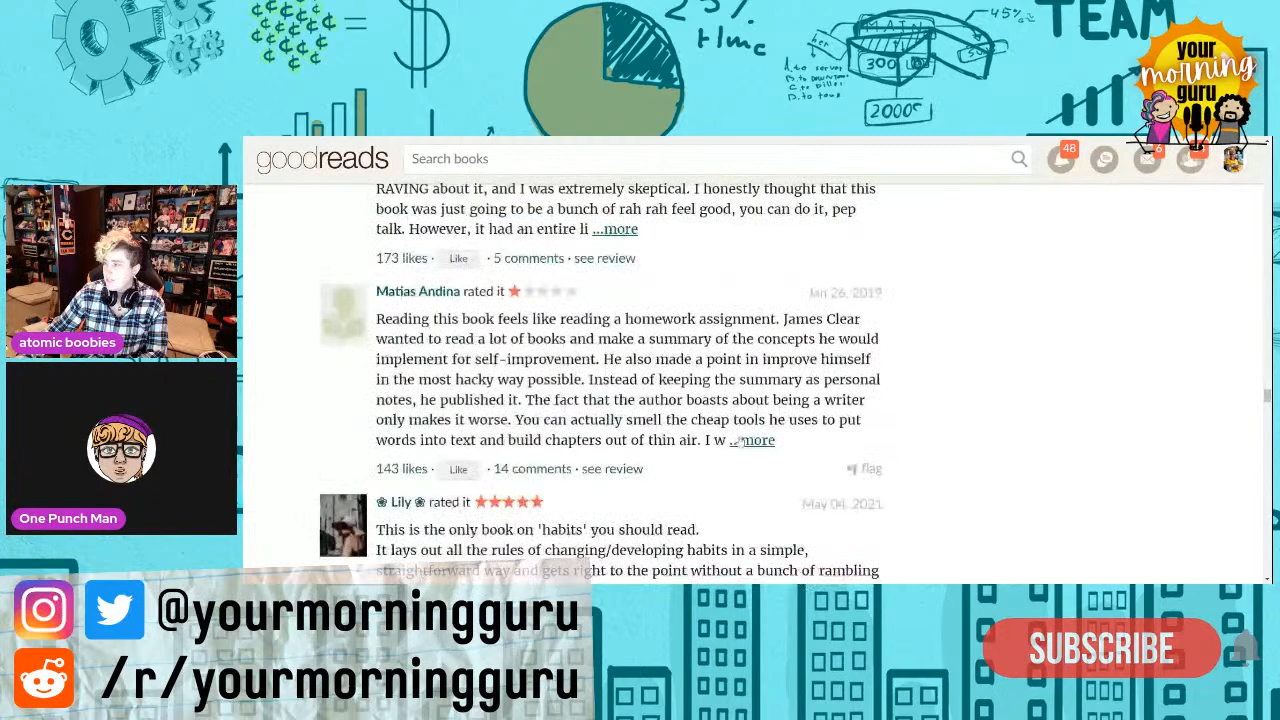 25%
time
=
$
MAIN
45%
300
2000
TEAM
your
morning
guru
goodreads
Search books
48
6
RAVING about it, and I was extremely skeptical. I honestly thought that this
book was just going to be a bunch of rah rah feel good, you can do it, pep
talk. However, it had an entire li ...more
173 likes · Like · 5 comments · see review
Matias Andina rated it
Jan 26, 2019
Reading this book feels like reading a homework assignment. James Clear
wanted to read a lot of books and make a summary of the concepts he would
implement for self-improvement. He also made a point in improve himself
in the most hacky way possible. Instead of keeping the summary as personal
notes, he published it. The fact that the author boasts about being a writer
only makes it worse. You can actually smell the cheap tools he uses to put
words into text and build chapters out of thin air. I w ...more
143 likes · Like · 14 comments · see review
flag
❀ Lily ❀ rated it
May 04, 2021
This is the only book on 'habits' you should read.
It lays out all the rules of changing/developing habits in a simple,
straightforward way and gets right to the point without a bunch of rambling
atomic boobies
One Punch Man
@yourmorningguru
/r/yourmorningguru
SUBSCRIBE